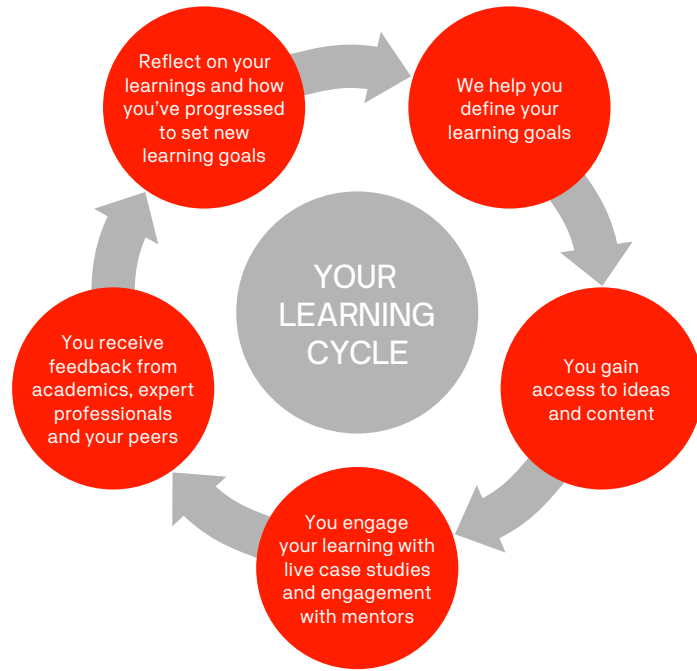 Reflect on your
learnings and how
you've progressed
to set new
learning goals
We help you
define your
learning goals
YOUR
LEARNING
CYCLE
You gain
access to ideas
and content
You engage
your learning with
live case studies
and engagement
with mentors
You receive
feedback from
academics, expert
professionals
and your peers